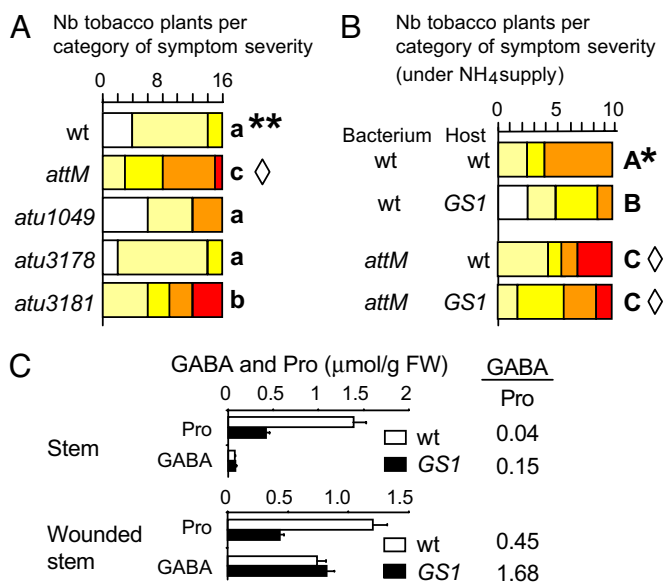 A Nb tobacco plants per
category of symptom severity
0 8 16
wt a **
attM c ◊
atu1049 a
atu3178 a
atu3181 b
B Nb tobacco plants per
category of symptom severity
(under NH4 supply)
0 10
Bacterium Host
wt wt A*
wt GS1 B
attM wt C ◊
attM GS1 C ◊
C GABA and Pro (μmol/g FW) GABA
Pro
0 0.5 1 1.5 2
Stem
Pro wt 0.04
GABA GS1 0.15
0 0.5 1.0 1.5
Wounded
stem
Pro wt 0.45
GABA GS1 1.68